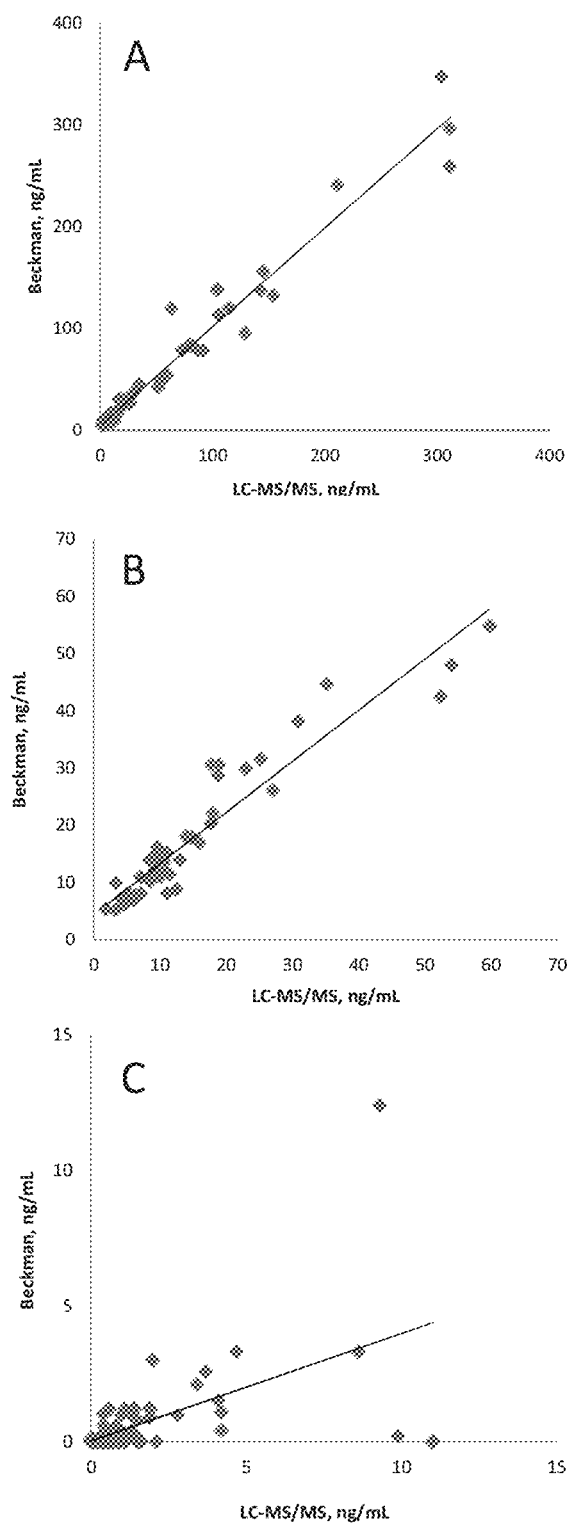 A
400
300
200
100
0
Beckman, ng/mL
0 100 200 300 400
LC-MS/MS, ng/mL
B
70
60
50
40
30
20
10
0
Beckman, ng/mL
0 10 20 30 40 50 60 70
LC-MS/MS, ng/mL
C
15
10
5
0
Beckman, ng/mL
0 5 10 15
LC-MS/MS, ng/mL